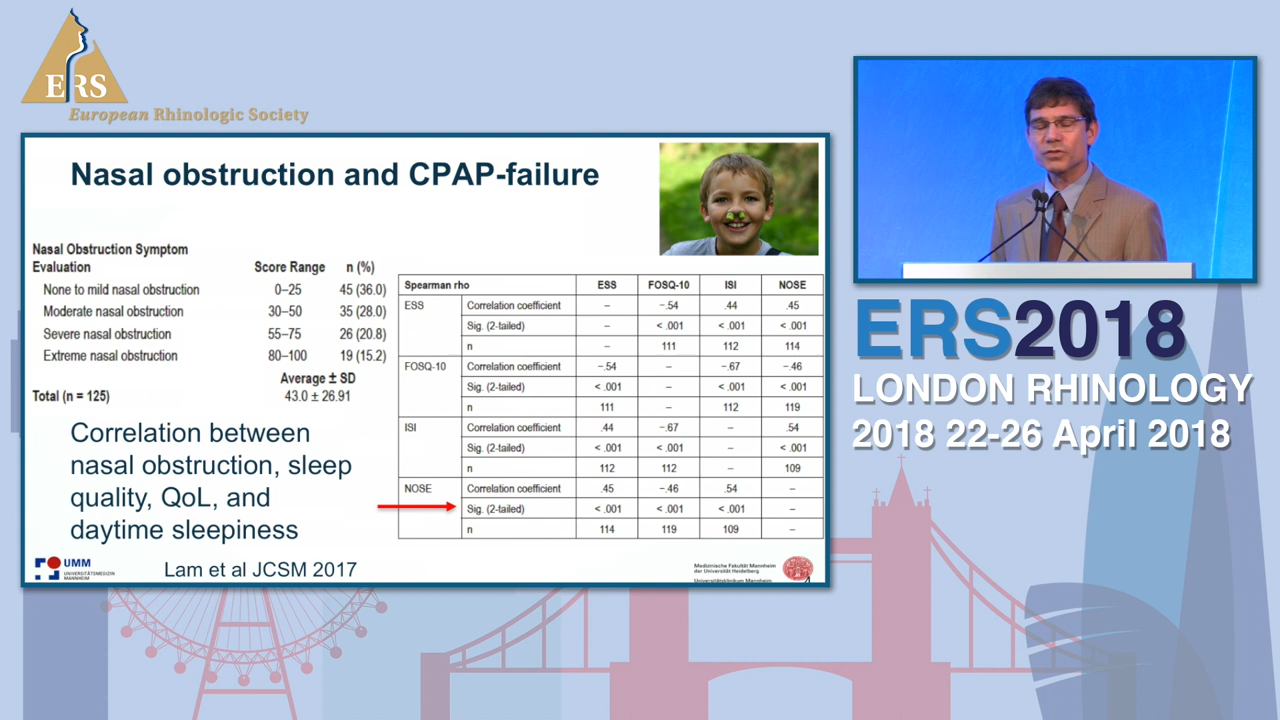 ERS
European Rhinologic Society
Nasal obstruction and CPAP-failure
Nasal Obstruction Symptom
Evaluation Score Range n (%)
None to mild nasal obstruction 0–25 45 (36.0)
Moderate nasal obstruction 30–50 35 (28.0)
Severe nasal obstruction 55–75 26 (20.8)
Extreme nasal obstruction 80–100 19 (15.2)
Average ± SD
Total (n = 125) 43.0 ± 26.91
Correlation between
nasal obstruction, sleep
quality, QoL, and
daytime sleepiness
Spearman rho ESS FOSQ-10 ISI NOSE
ESS Correlation coefficient – −.54 .44 .45
Sig. (2-tailed) – < .001 < .001 < .001
n – 111 112 114
FOSQ-10 Correlation coefficient −.54 – −.67 −.46
Sig. (2-tailed) < .001 – < .001 < .001
n 111 – 112 119
ISI Correlation coefficient .44 −.67 – .54
Sig. (2-tailed) < .001 < .001 – < .001
n 112 112 – 109
NOSE Correlation coefficient .45 −.46 .54 –
Sig. (2-tailed) < .001 < .001 < .001 –
n 114 119 109 –
UMM
UNIVERSITÄTSMEDIZIN
MANNHEIM
Lam et al JCSM 2017
Medizinische Fakultät Mannheim
der Universität Heidelberg
Universitätsklinikum Mannheim
4
ERS2018
LONDON RHINOLOGY
2018 22-26 April 2018